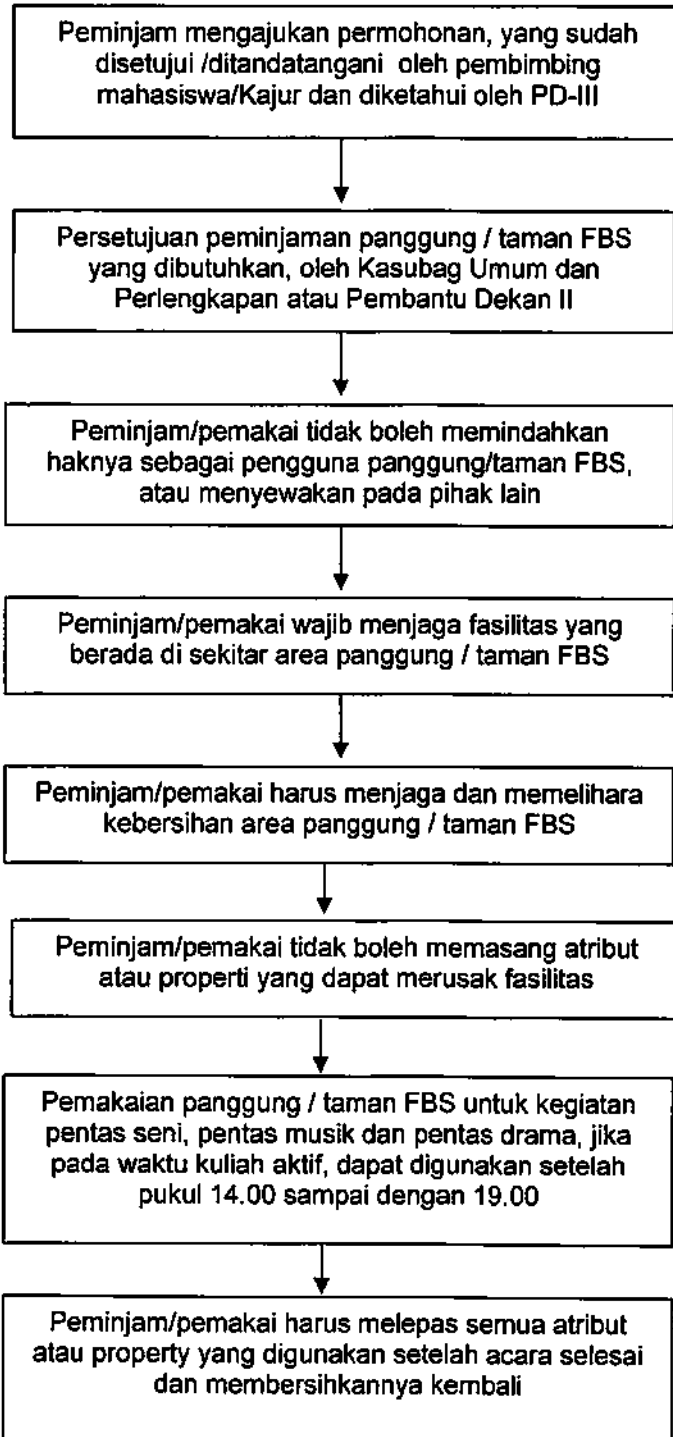 Peminjam mengajukan permohonan, yang sudah
disetujui /ditandatangani oleh pembimbing
mahasiswa/Kajur dan diketahui oleh PD-III
Persetujuan peminjaman panggung / taman FBS
yang dibutuhkan, oleh Kasubag Umum dan
Perlengkapan atau Pembantu Dekan II
Peminjam/pemakai tidak boleh memindahkan
haknya sebagai pengguna panggung/taman FBS,
atau menyewakan pada pihak lain
Peminjam/pemakai wajib menjaga fasilitas yang
berada di sekitar area panggung / taman FBS
Peminjam/pemakai harus menjaga dan memelihara
kebersihan area panggung / taman FBS
Peminjam/pemakai tidak boleh memasang atribut
atau properti yang dapat merusak fasilitas
Pemakaian panggung / taman FBS untuk kegiatan
pentas seni, pentas musik dan pentas drama, jika
pada waktu kuliah aktif, dapat digunakan setelah
pukul 14.00 sampai dengan 19.00
Peminjam/pemakai harus melepas semua atribut
atau property yang digunakan setelah acara selesai
dan membersihkannya kembali